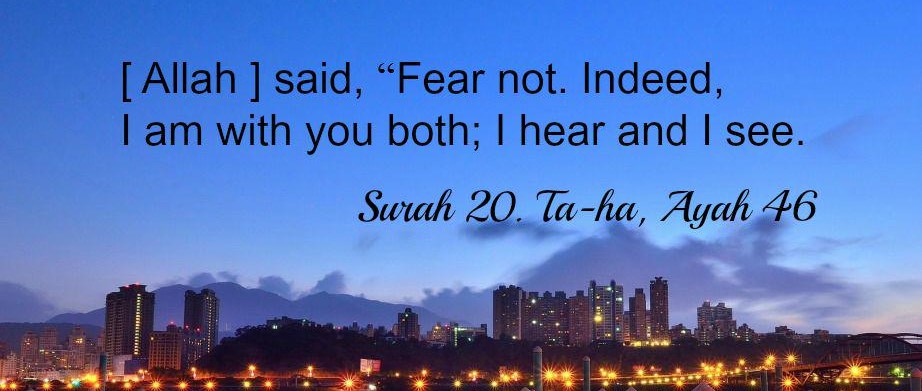 [ Allah ] said, “Fear not. Indeed,
I am with you both; I hear and I see.
Surah 20. Ta-ha, Ayah 46